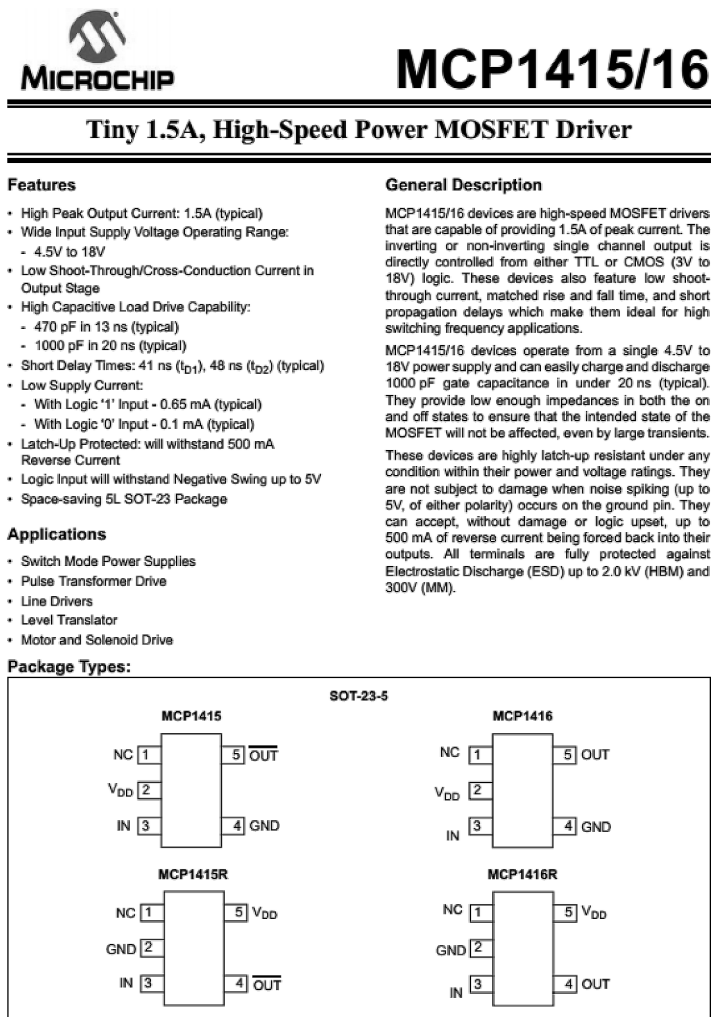 MICROCHIP
MCP1415/16
Tiny 1.5A, High-Speed Power MOSFET Driver
Features
• High Peak Output Current: 1.5A (typical)
• Wide Input Supply Voltage Operating Range:
- 4.5V to 18V
• Low Shoot-Through/Cross-Conduction Current in
Output Stage
• High Capacitive Load Drive Capability:
- 470 pF in 13 ns (typical)
- 1000 pF in 20 ns (typical)
• Short Delay Times: 41 ns (tD1), 48 ns (tD2) (typical)
• Low Supply Current:
- With Logic ‘1’ Input - 0.65 mA (typical)
- With Logic ‘0’ Input - 0.1 mA (typical)
• Latch-Up Protected: will withstand 500 mA
Reverse Current
• Logic Input will withstand Negative Swing up to 5V
• Space-saving 5L SOT-23 Package
Applications
• Switch Mode Power Supplies
• Pulse Transformer Drive
• Line Drivers
• Level Translator
• Motor and Solenoid Drive
General Description
MCP1415/16 devices are high-speed MOSFET drivers
that are capable of providing 1.5A of peak current. The
inverting or non-inverting single channel output is
directly controlled from either TTL or CMOS (3V to
18V) logic. These devices also feature low shoot-
through current, matched rise and fall time, and short
propagation delays which make them ideal for high
switching frequency applications.
MCP1415/16 devices operate from a single 4.5V to
18V power supply and can easily charge and discharge
1000 pF gate capacitance in under 20 ns (typical).
They provide low enough impedances in both the on
and off states to ensure that the intended state of the
MOSFET will not be affected, even by large transients.
These devices are highly latch-up resistant under any
condition within their power and voltage ratings. They
are not subject to damage when noise spiking (up to
5V, of either polarity) occurs on the ground pin. They
can accept, without damage or logic upset, up to
500 mA of reverse current being forced back into their
outputs. All terminals are fully protected against
Electrostatic Discharge (ESD) up to 2.0 kV (HBM) and
300V (MM).
Package Types:
SOT-23-5
MCP1415
NC 1 5 OUT
VDD 2
IN 3 4 GND
MCP1416
NC 1 5 OUT
VDD 2
IN 3 4 GND
MCP1415R
NC 1 5 VDD
GND 2
IN 3 4 OUT
MCP1416R
NC 1 5 VDD
GND 2
IN 3 4 OUT